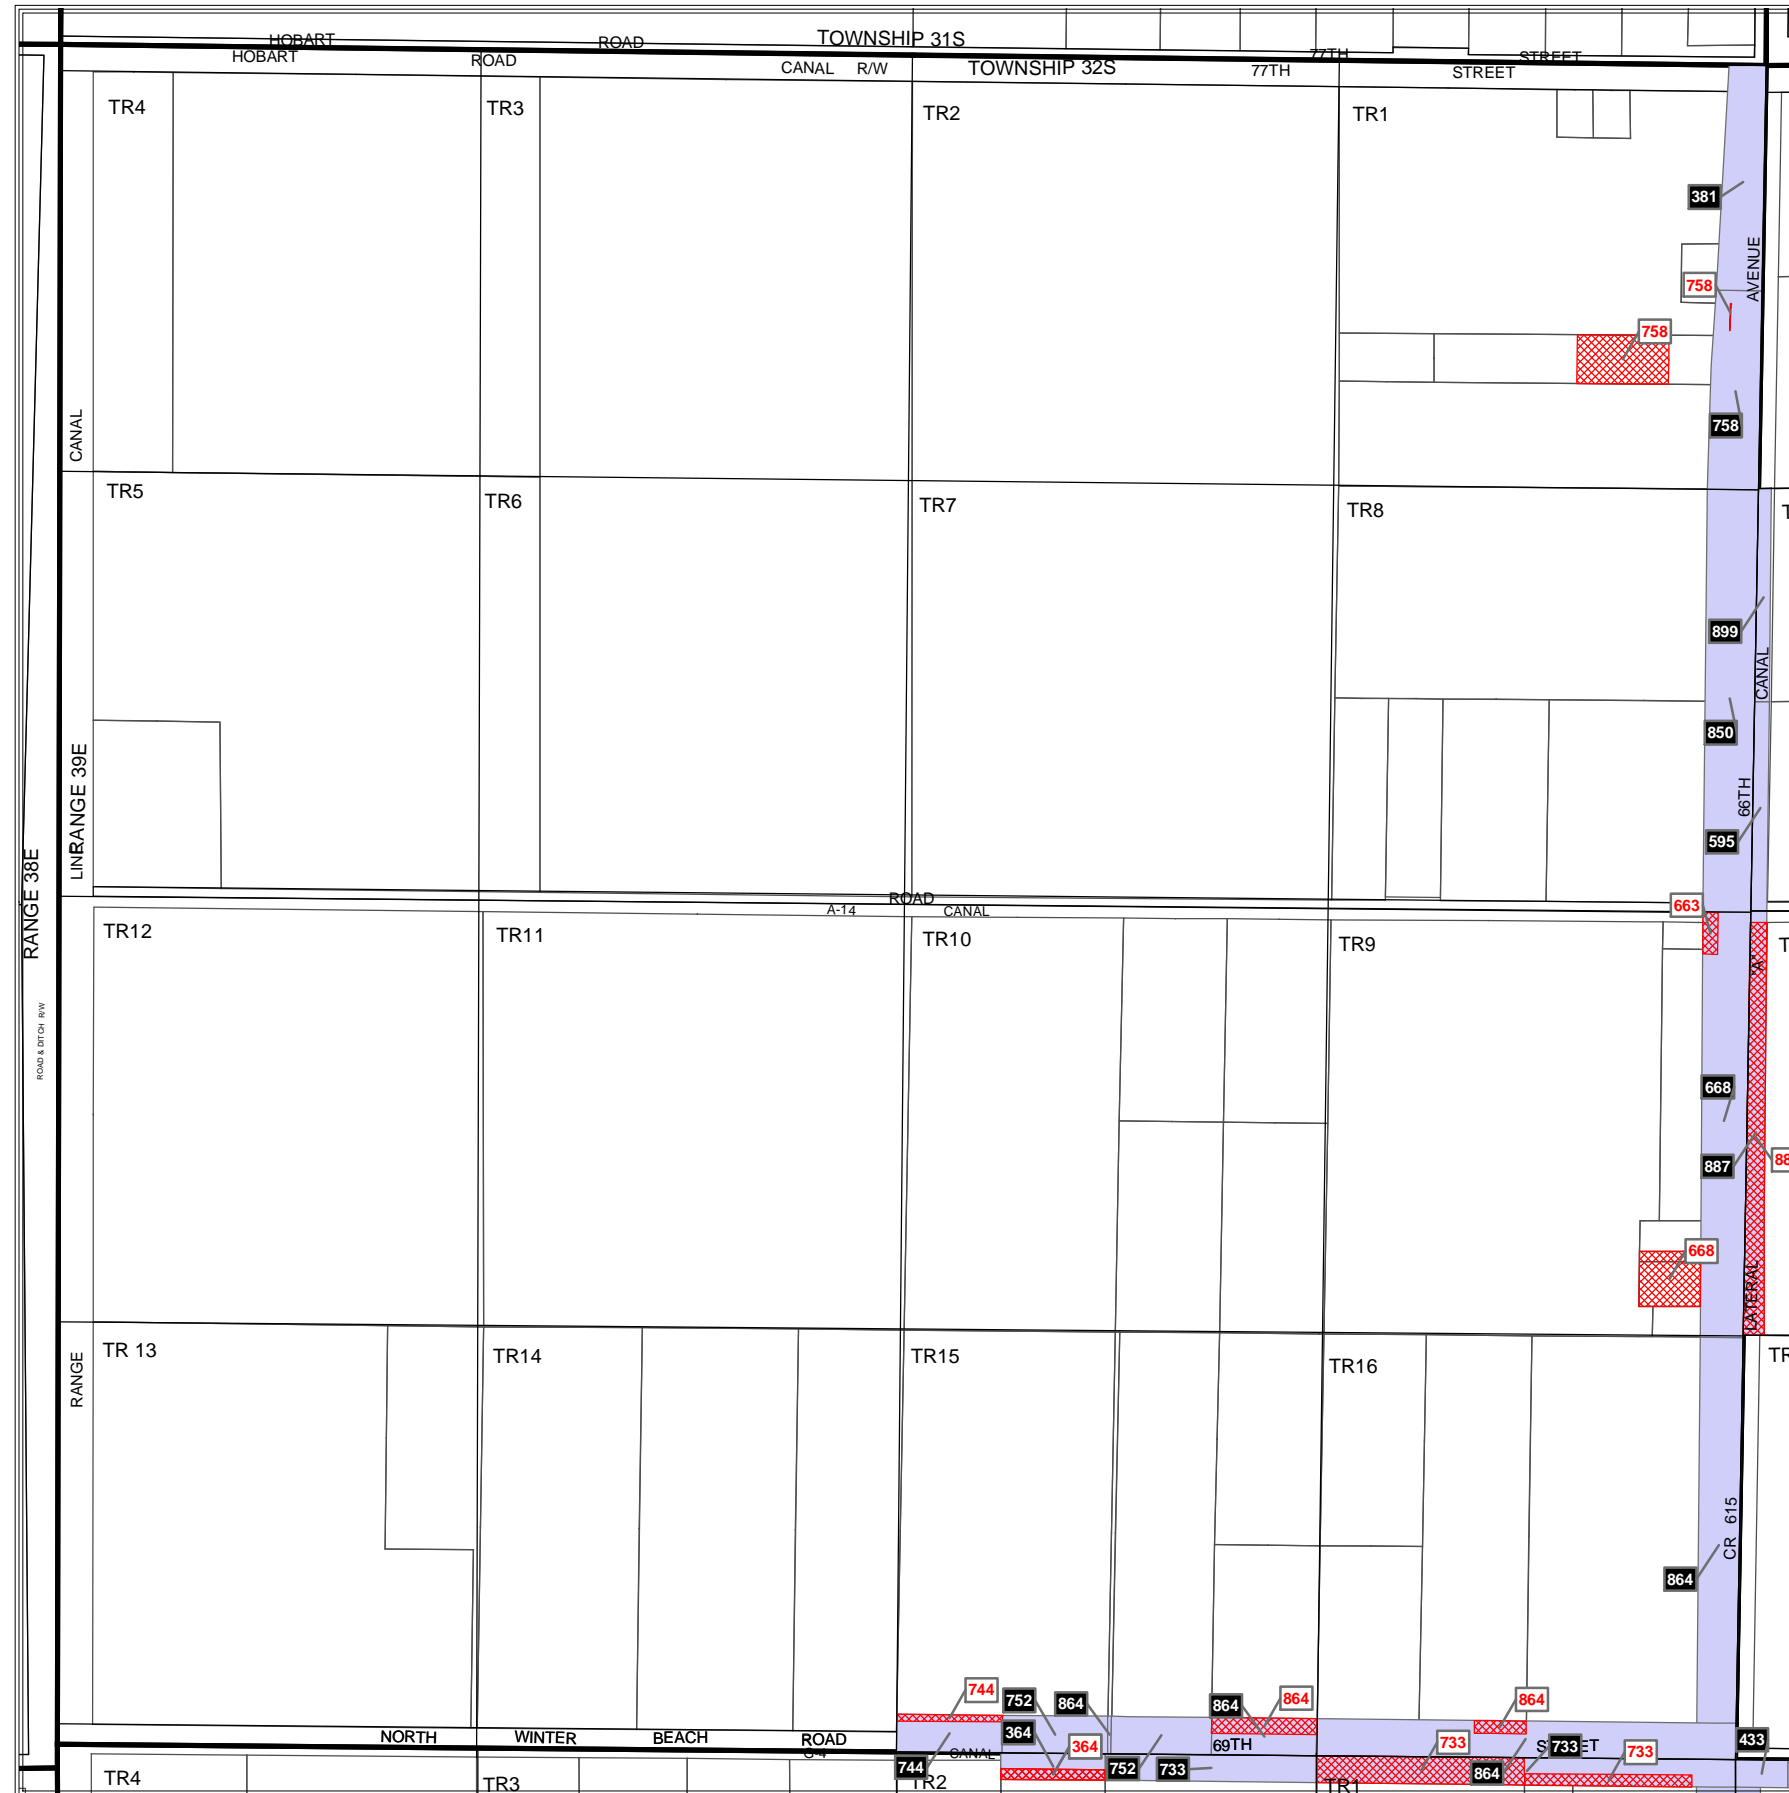 HOBART ROAD TOWNSHIP 31S 77TH STREET
HOBART ROAD CANAL R/W TOWNSHIP 32S 77TH STREET
TR4 TR3 TR2 TR1
381
AVENUE
758
758
CANAL
758
TR5 TR6 TR7 TR8
899
CANAL
850
66TH
595
RANGE 39E
LINE
RANGE 38E
ROAD
A-14 CANAL
663
TR12 TR11 TR10 TR9
"A"
ROAD & DITCH R/W
668
887
668
LATERAL
TR 13 TR14 TR15 TR16
RANGE
CR 615
864
744 752 864 864 864 864
NORTH WINTER BEACH ROAD
364 364 69TH 733 STREET 733 733 433
C-4 CANAL
744 752 733 864
TR4 TR3 TR2 TR1